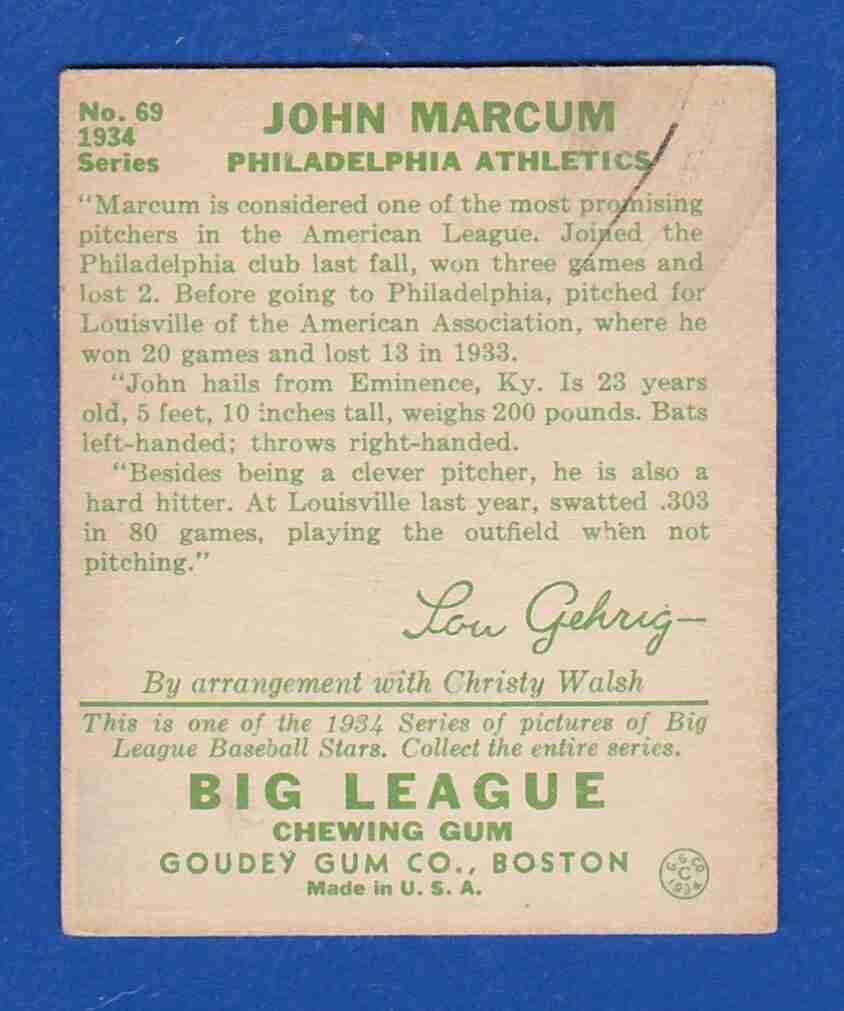 No. 69
1934
Series
JOHN MARCUM
PHILADELPHIA ATHLETICS
"Marcum is considered one of the most promising
pitchers in the American League. Joined the
Philadelphia club last fall, won three games and
lost 2. Before going to Philadelphia, pitched for
Louisville of the American Association, where he
won 20 games and lost 13 in 1933.
"John hails from Eminence, Ky. Is 23 years
old, 5 feet, 10 inches tall, weighs 200 pounds. Bats
left-handed; throws right-handed.
"Besides being a clever pitcher, he is also a
hard hitter. At Louisville last year, swatted .303
in 80 games, playing the outfield when not
pitching."
Lou Gehrig—
By arrangement with Christy Walsh
This is one of the 1934 Series of pictures of Big
League Baseball Stars. Collect the entire series.
BIG LEAGUE
CHEWING GUM
GOUDEY GUM CO., BOSTON
Made in U. S. A.
G.G.CO.
C
1934